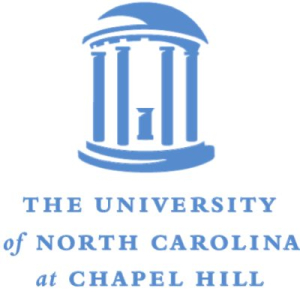 THE UNIVERSITY
of NORTH CAROLINA
at CHAPEL HILL